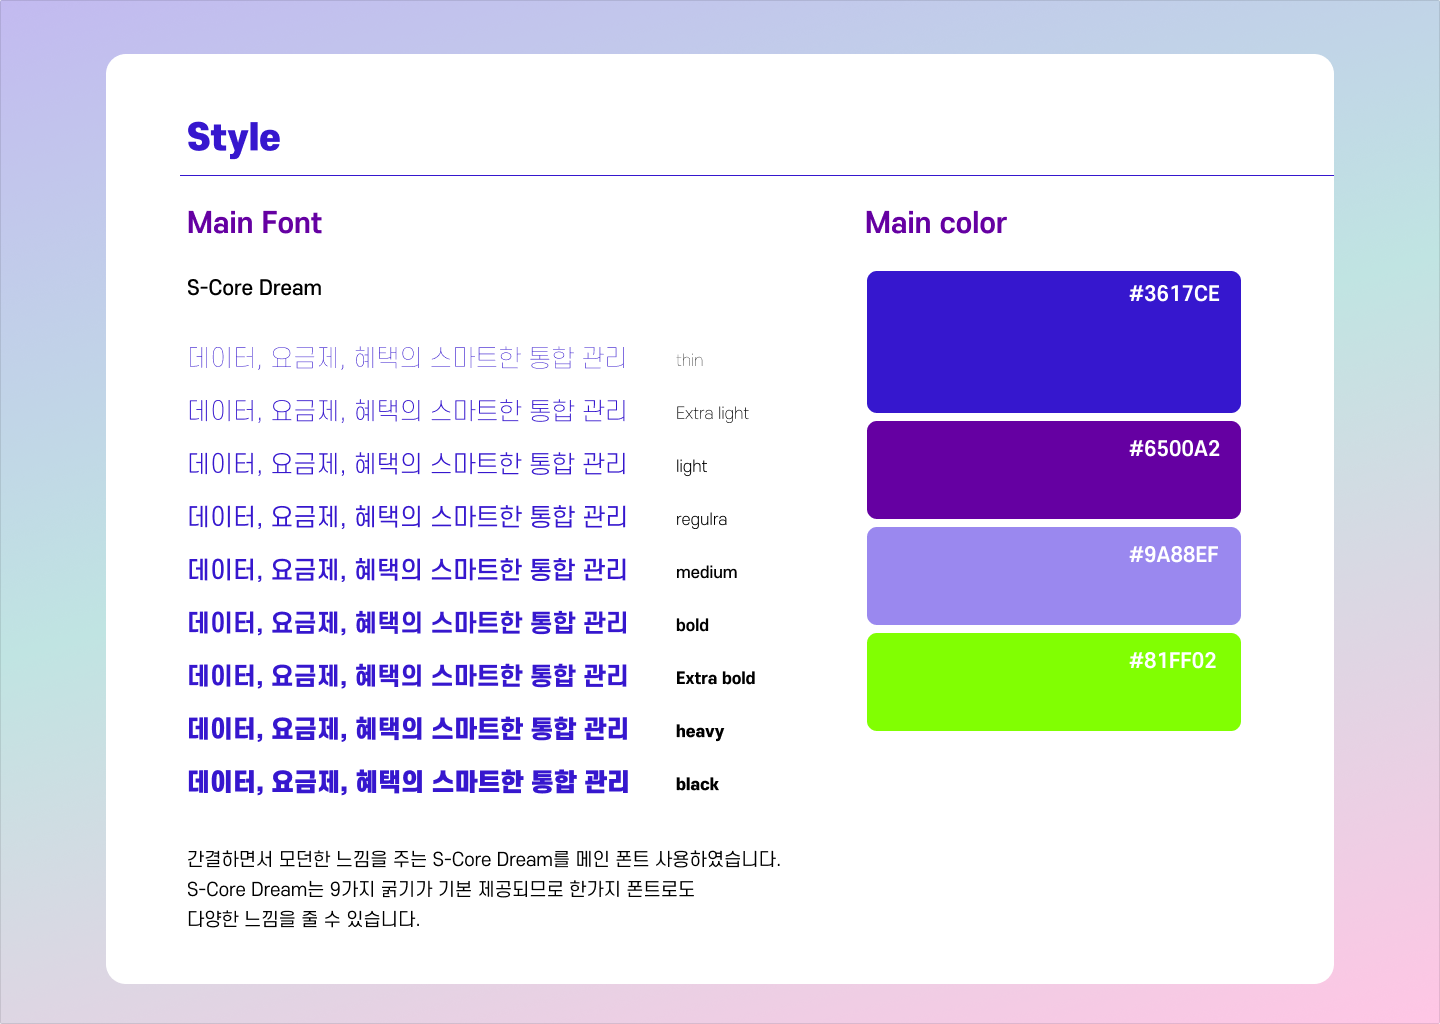 Style
Main Font
S-Core Dream
데이터, 요금제, 혜택의 스마트한 통합 관리 thin
데이터, 요금제, 혜택의 스마트한 통합 관리 Extra light
데이터, 요금제, 혜택의 스마트한 통합 관리 light
데이터, 요금제, 혜택의 스마트한 통합 관리 regulra
데이터, 요금제, 혜택의 스마트한 통합 관리 medium
데이터, 요금제, 혜택의 스마트한 통합 관리 bold
데이터, 요금제, 혜택의 스마트한 통합 관리 Extra bold
데이터, 요금제, 혜택의 스마트한 통합 관리 heavy
데이터, 요금제, 혜택의 스마트한 통합 관리 black
간결하면서 모던한 느낌을 주는 S-Core Dream를 메인 폰트 사용하였습니다.
S-Core Dream는 9가지 굵기가 기본 제공되므로 한가지 폰트로도
다양한 느낌을 줄 수 있습니다.
Main color
#3617CE
#6500A2
#9A88EF
#81FF02